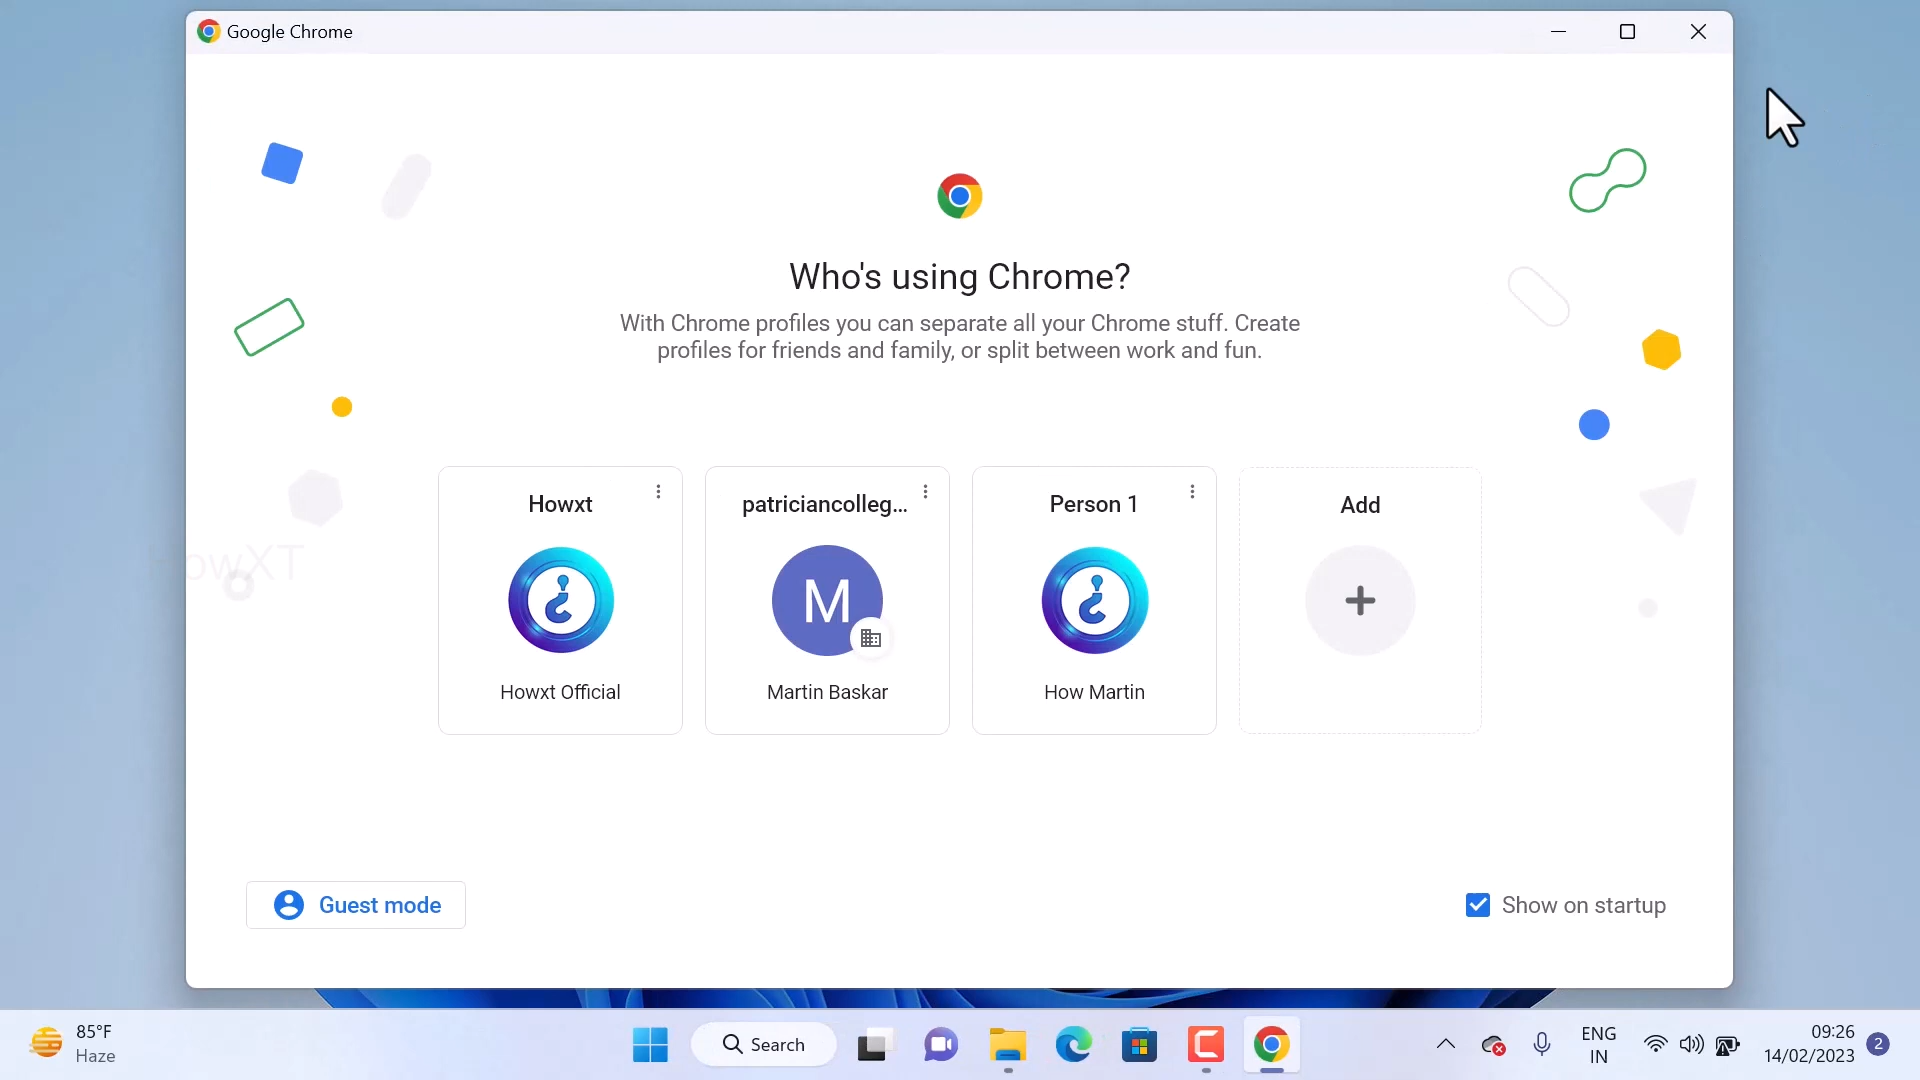 Google Chrome
Who's using Chrome?
With Chrome profiles you can separate all your Chrome stuff. Create
profiles for friends and family, or split between work and fun.
Howxt
patriciancolleg...
Person 1
Add
owXT
M
Howxt Official
Martin Baskar
How Martin
Guest mode
Show on startup
85°F
Haze
Search
ENG
IN
09:26
14/02/2023
2